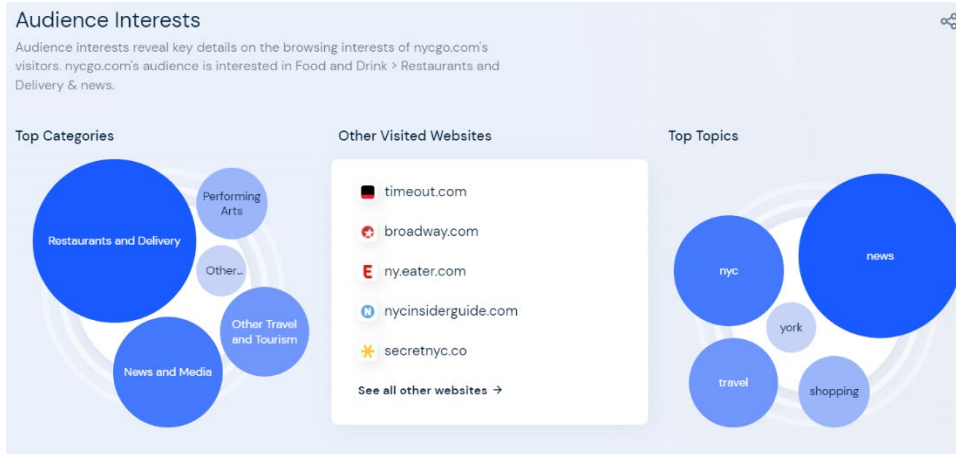 Audience Interests
Audience interests reveal key details on the browsing interests of nycgo.com's
visitors. nycgo.com's audience is interested in Food and Drink > Restaurants and
Delivery & news.
Top Categories
Restaurants and Delivery
Performing
Arts
Other...
Other Travel
and Tourism
News and Media
Other Visited Websites
timeout.com
broadway.com
E ny.eater.com
N nycinsiderguide.com
secretnyc.co
See all other websites →
Top Topics
news
nyc
york
travel
shopping